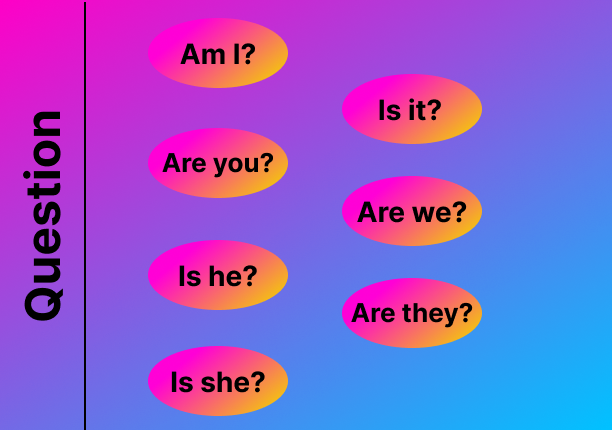 Question
Am I?
Are you?
Is he?
Is she?
Is it?
Are we?
Are they?